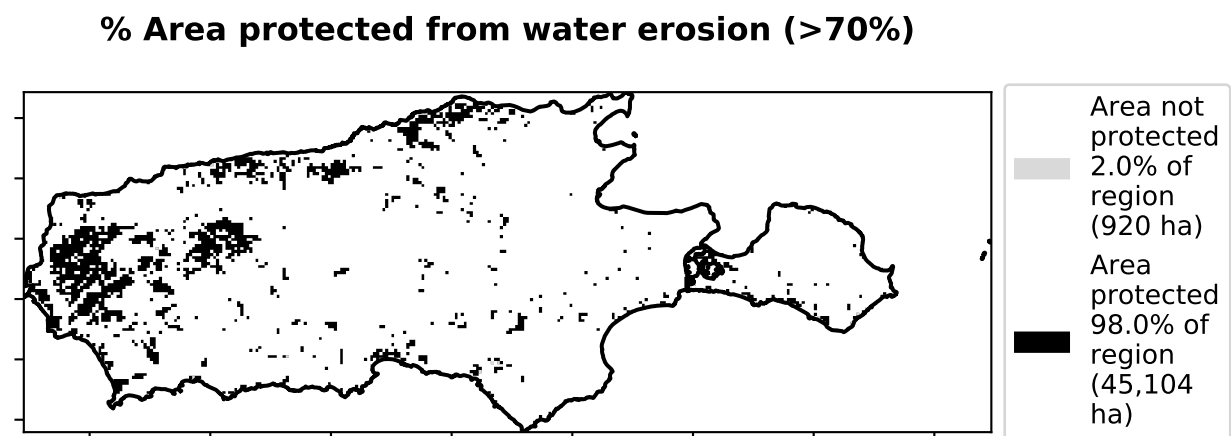 % Area protected from water erosion (>70%)
Area not
protected
2.0% of
region
(920 ha)
Area
protected
98.0% of
region
(45,104
ha)